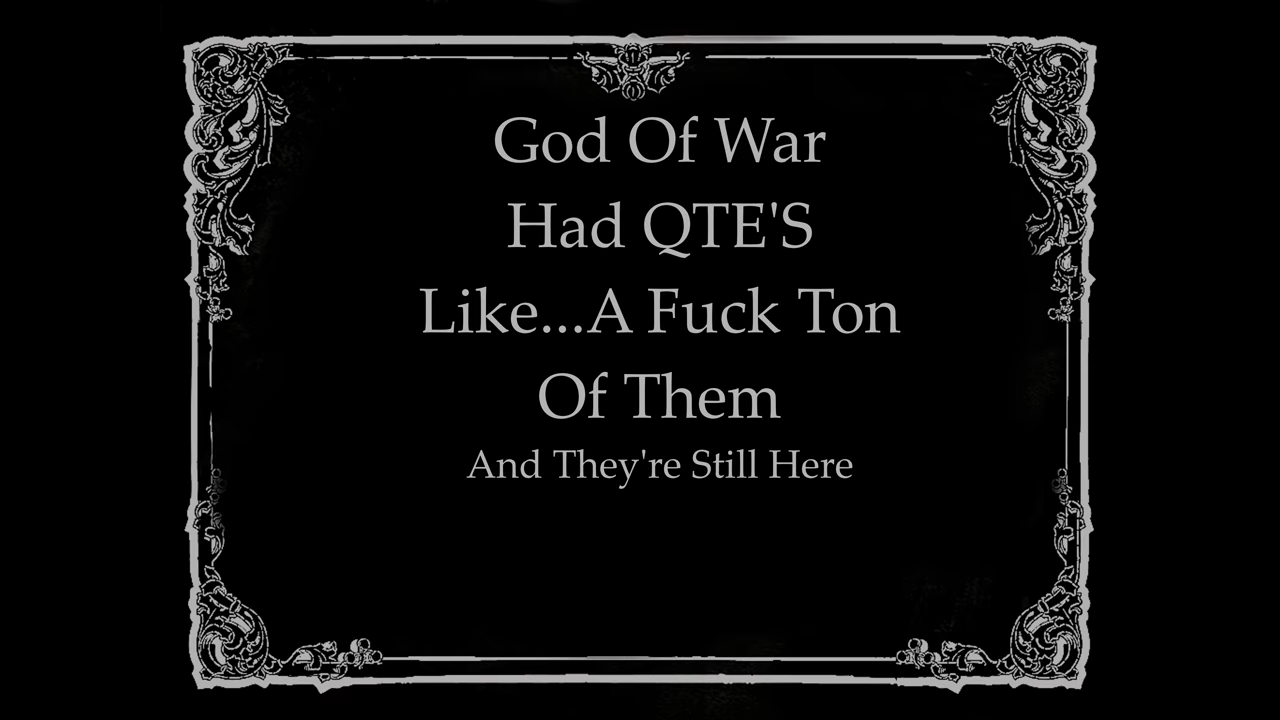 God Of War
Had QTE'S
Like...A Fuck Ton
Of Them
And They're Still Here